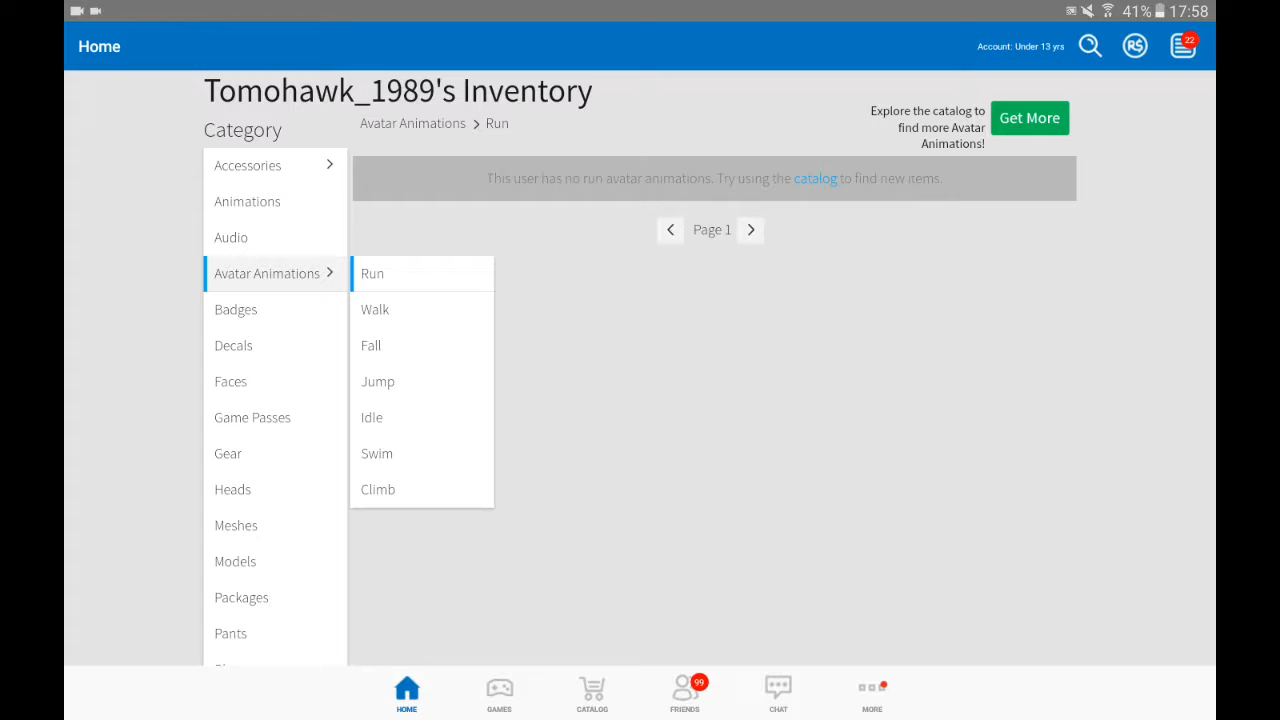 41% 17:58
Home
Account: Under 13 yrs
R$
22
Tomohawk_1989's Inventory
Category
Avatar Animations > Run
Explore the catalog to
find more Avatar
Animations!
Get More
This user has no run avatar animations. Try using the catalog to find new items.
Page 1
Accessories
Animations
Audio
Avatar Animations
Badges
Decals
Faces
Game Passes
Gear
Heads
Meshes
Models
Packages
Pants
Run
Walk
Fall
Jump
Idle
Swim
Climb
99
HOME
GAMES
CATALOG
FRIENDS
CHAT
MORE